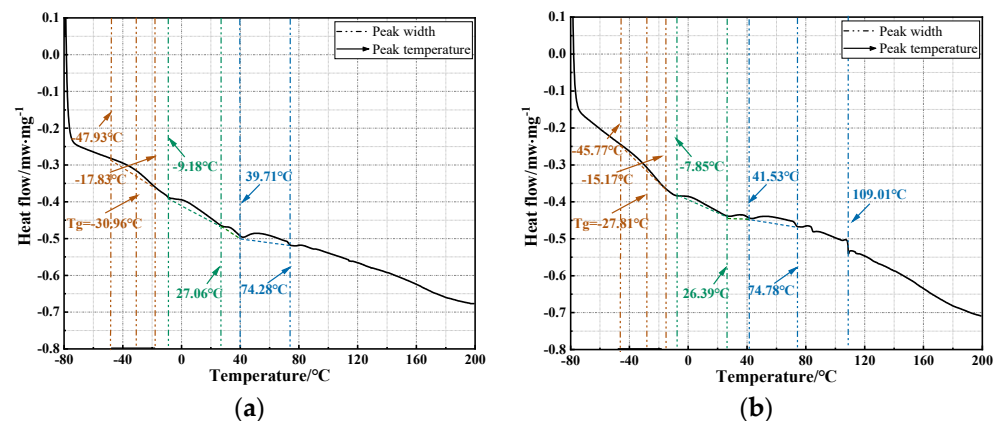 0.1
0.0
-0.1
-0.2
-0.3
-0.4
-0.5
-0.6
-0.7
-0.8
Heat flow/mw·mg⁻¹
Peak width
Peak temperature
-47.93°C
-17.83°C
Tg=-30.96°C
-9.18°C
27.06°C
39.71°C
74.28°C
-80 -40 0 40 80 120 160 200
Temperature/°C
(a)
0.1
0.0
-0.1
-0.2
-0.3
-0.4
-0.5
-0.6
-0.7
-0.8
Heat flow/mw·mg⁻¹
Peak width
Peak temperature
-45.77°C
-15.17°C
Tg=-27.81°C
-7.85°C
26.39°C
41.53°C
74.78°C
109.01°C
-80 -40 0 40 80 120 160 200
Temperature/°C
(b)